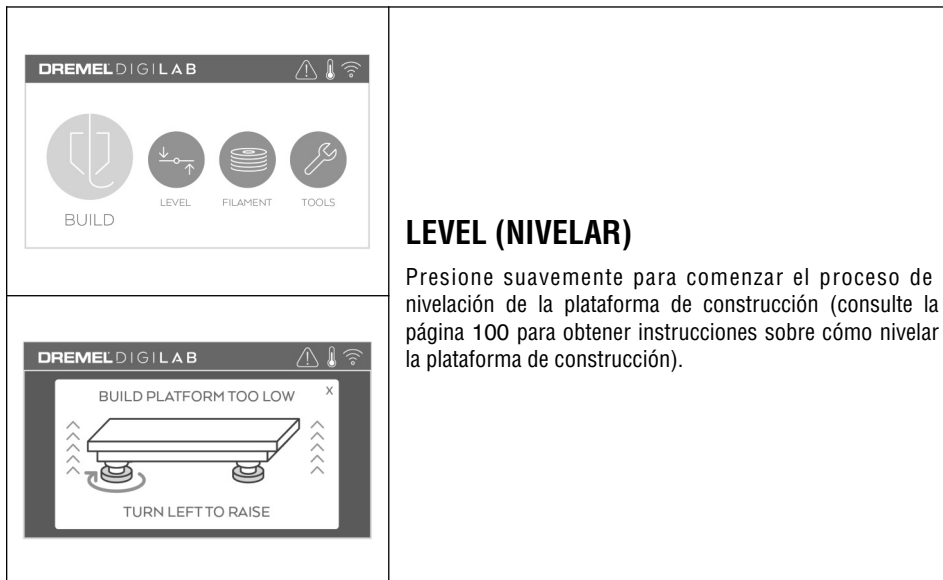 DREMEL DIGILAB
BUILD
LEVEL
FILAMENT
TOOLS
DREMEL DIGILAB
BUILD PLATFORM TOO LOW
X
TURN LEFT TO RAISE
LEVEL (NIVELAR)
Presione suavemente para comenzar el proceso de
nivelación de la plataforma de construcción (consulte la
página 100 para obtener instrucciones sobre cómo nivelar
la plataforma de construcción).